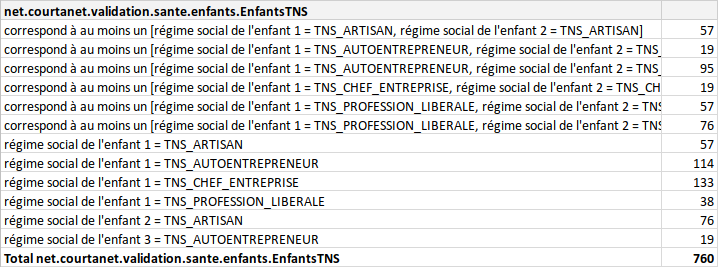 net.courtanet.validation.sante.enfants.EnfantsTNS
correspond à au moins un [régime social de l'enfant 1 = TNS_ARTISAN, régime social de l'enfant 2 = TNS_ARTISAN] 57
correspond à au moins un [régime social de l'enfant 1 = TNS_AUTOENTREPRENEUR, régime social de l'enfant 2 = TNS_ 19
correspond à au moins un [régime social de l'enfant 1 = TNS_AUTOENTREPRENEUR, régime social de l'enfant 2 = TNS_ 95
correspond à au moins un [régime social de l'enfant 1 = TNS_CHEF_ENTREPRISE, régime social de l'enfant 2 = TNS_CH 19
correspond à au moins un [régime social de l'enfant 1 = TNS_PROFESSION_LIBERALE, régime social de l'enfant 2 = TN 57
correspond à au moins un [régime social de l'enfant 1 = TNS_PROFESSION_LIBERALE, régime social de l'enfant 2 = TN 76
régime social de l'enfant 1 = TNS_ARTISAN 57
régime social de l'enfant 1 = TNS_AUTOENTREPRENEUR 114
régime social de l'enfant 1 = TNS_CHEF_ENTREPRISE 133
régime social de l'enfant 1 = TNS_PROFESSION_LIBERALE 38
régime social de l'enfant 2 = TNS_ARTISAN 76
régime social de l'enfant 3 = TNS_AUTOENTREPRENEUR 19
Total net.courtanet.validation.sante.enfants.EnfantsTNS 760